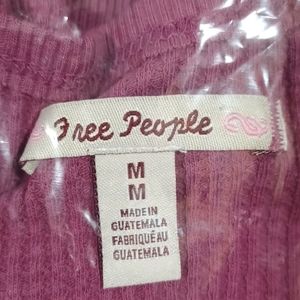 Free People
M
M
MADE IN
GUATEMALA
FABRIQUÉ AU
GUATEMALA